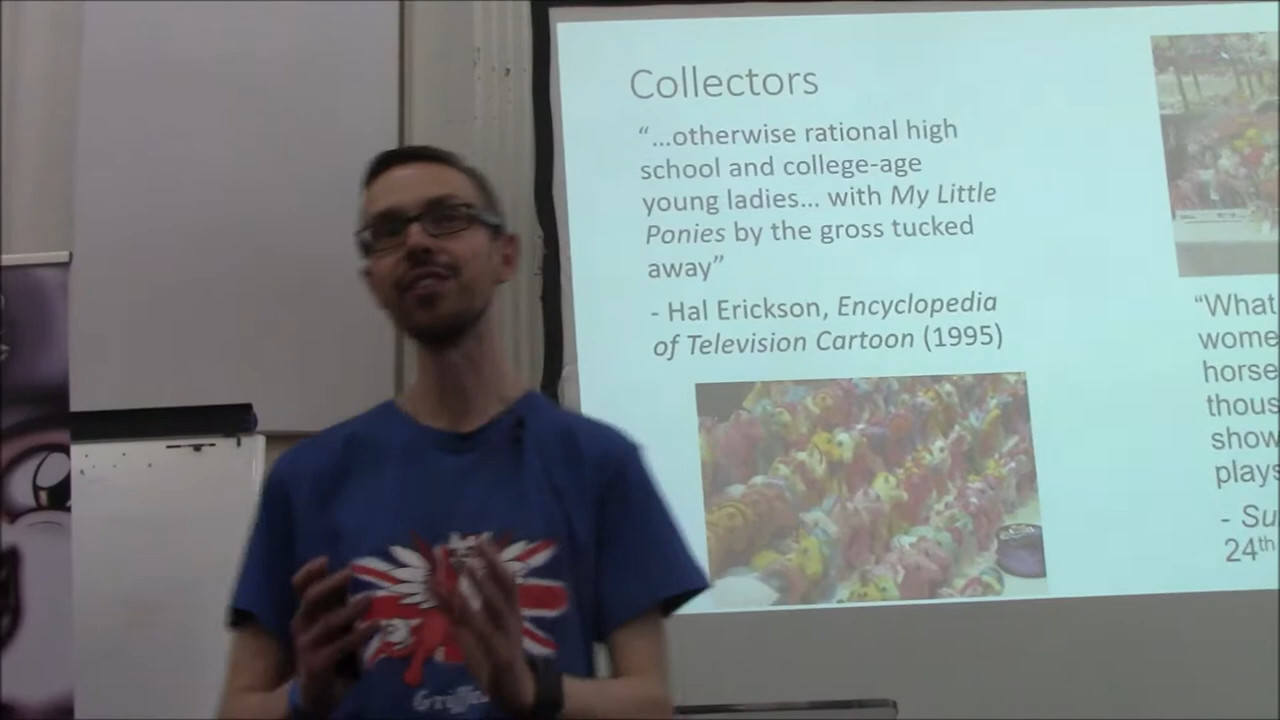 Collectors
“...otherwise rational high
school and college-age
young ladies... with My Little
Ponies by the gross tucked
away”
- Hal Erickson, Encyclopedia
of Television Cartoon (1995)
“What
wome
horse
thous
show
plays
- Su
24th